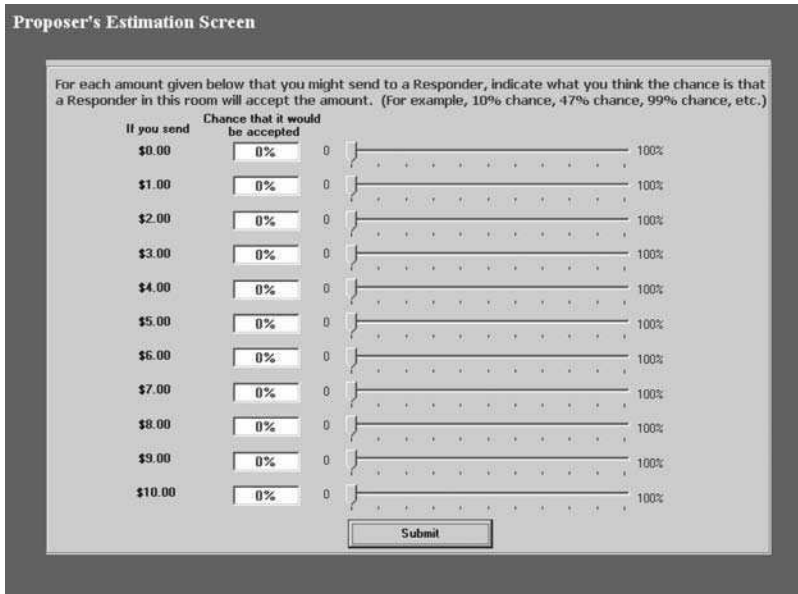 Proposer's Estimation Screen
For each amount given below that you might send to a Responder, indicate what you think the chance is that
a Responder in this room will accept the amount. (For example, 10% chance, 47% chance, 99% chance, etc.)
If you send Chance that it would be accepted
$0.00 0% 0 100%
$1.00 0% 0 100%
$2.00 0% 0 100%
$3.00 0% 0 100%
$4.00 0% 0 100%
$5.00 0% 0 100%
$6.00 0% 0 100%
$7.00 0% 0 100%
$8.00 0% 0 100%
$9.00 0% 0 100%
$10.00 0% 0 100%
Submit